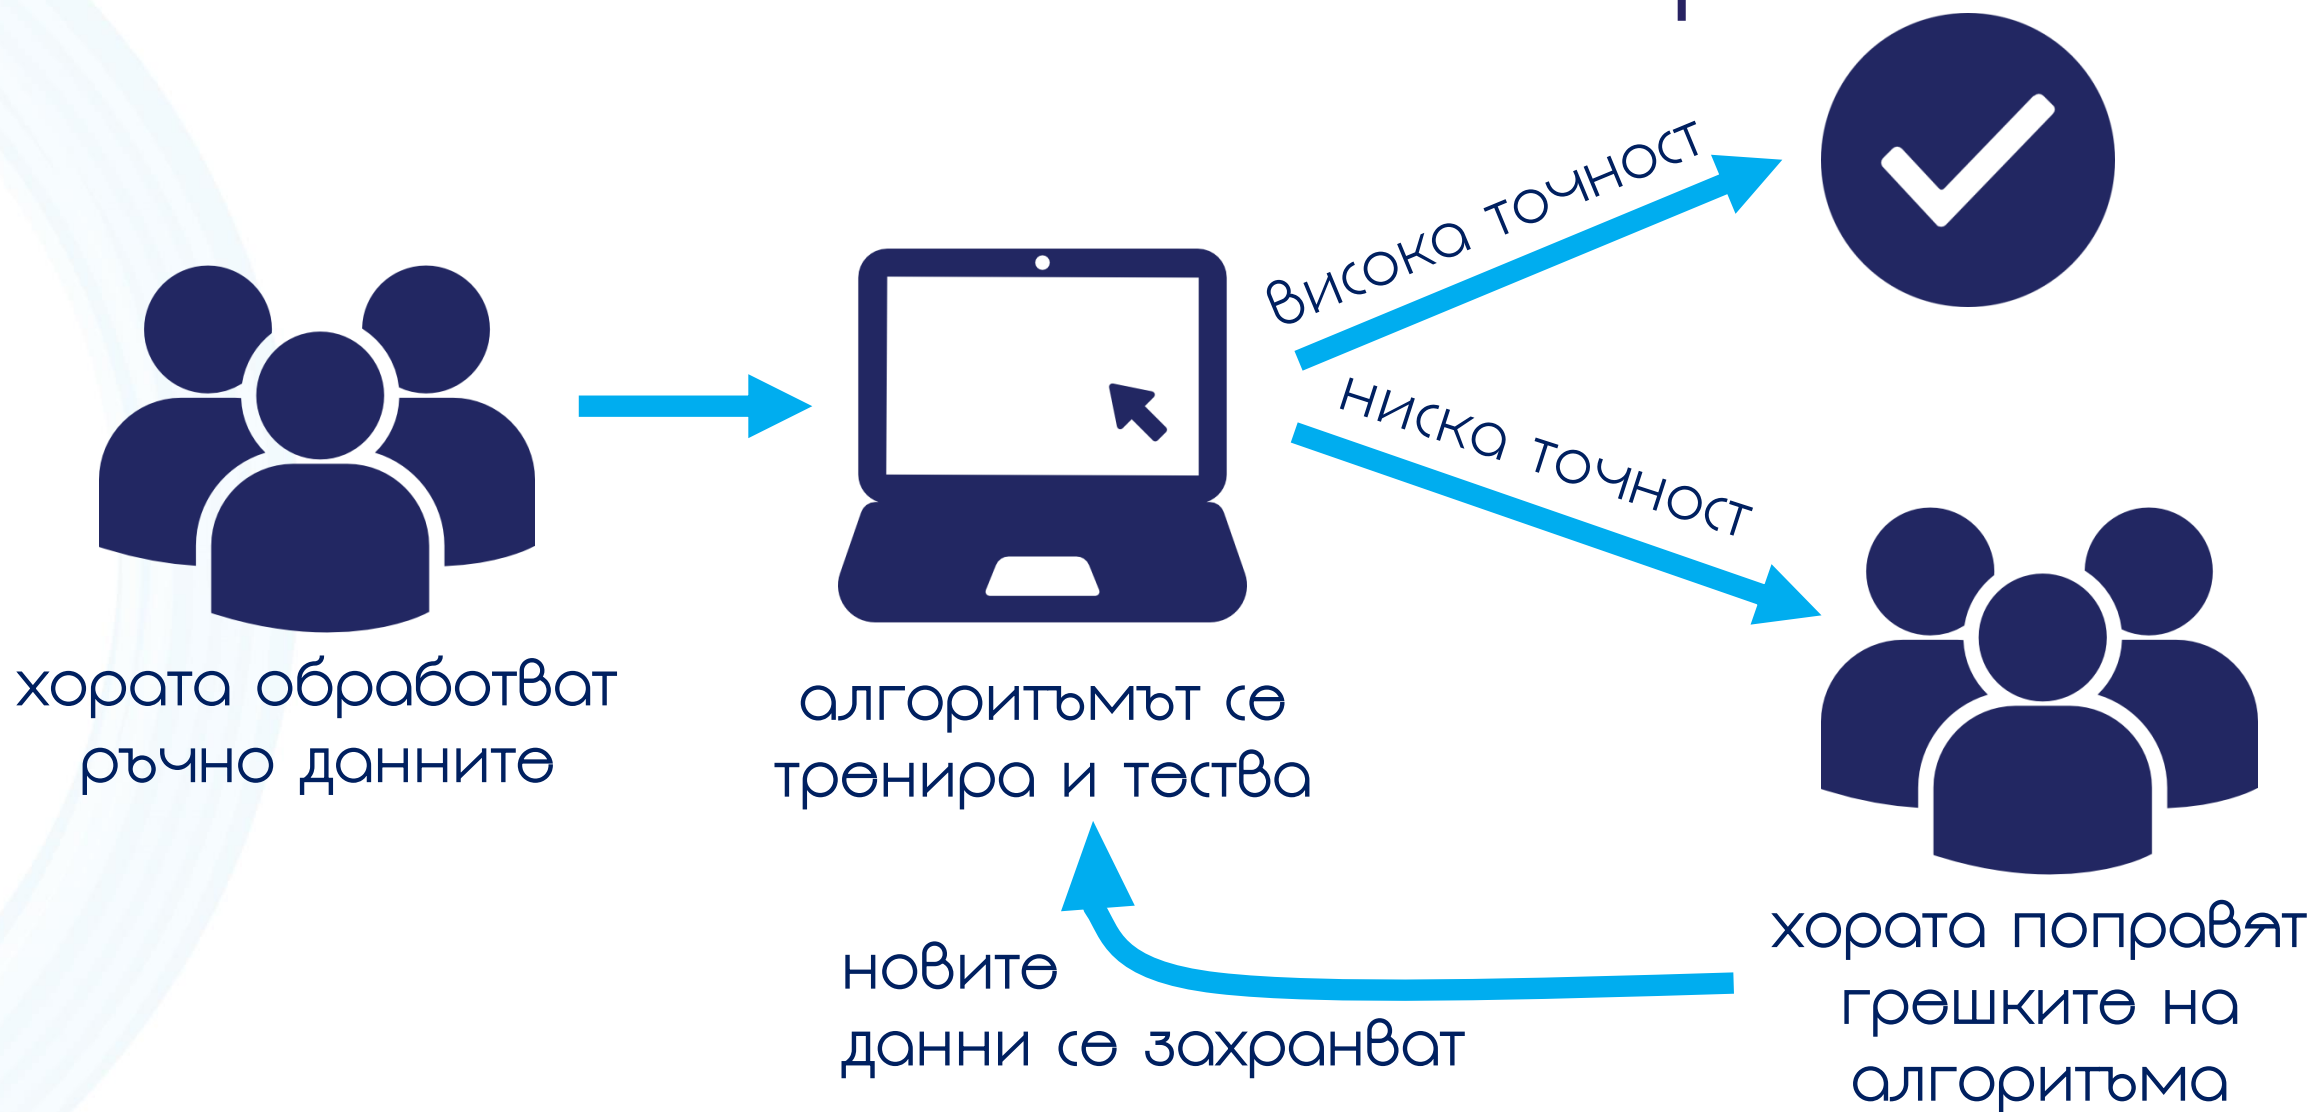 висока точност
ниска точност
хората обработват
ръчно данните
алгоритъмът се
тренира и тества
новите
данни се захранват
хората поправят
грешките на
алгоритъма